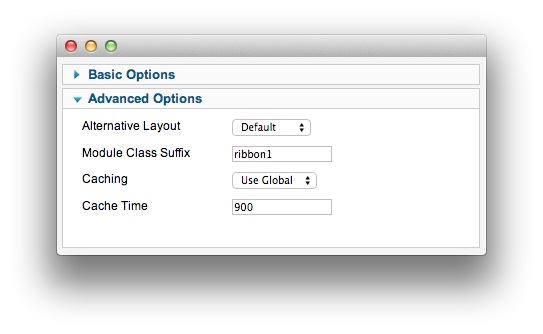 Basic Options
Advanced Options
Alternative Layout Default
Module Class Suffix ribbon1
Caching Use Global
Cache Time 900